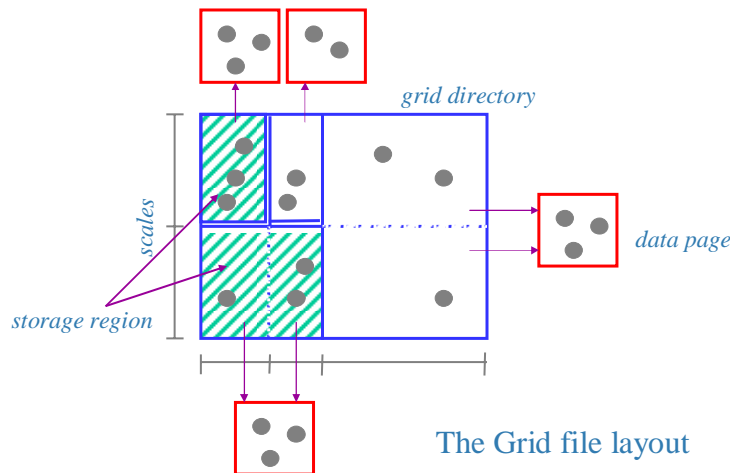 grid directory
scales
data page
storage region
The Grid file layout